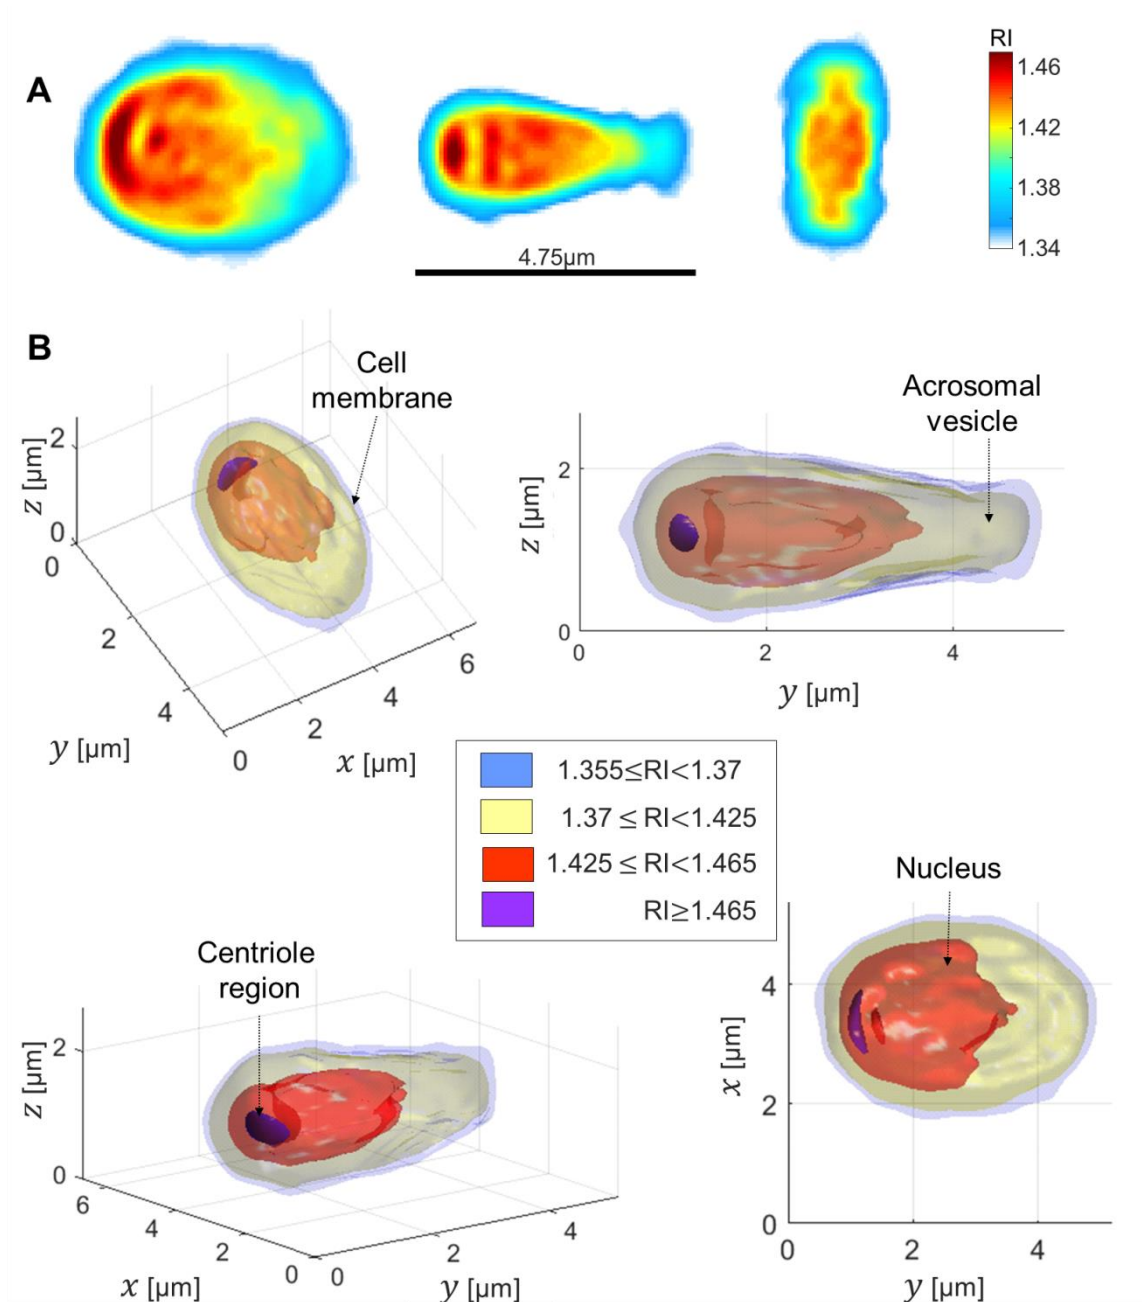 A
RI
1.46
1.42
1.38
1.34
4.75µm
B
Cell
membrane
z [µm]
2
0
0
2
4
y [µm]
0
2
4
6
x [µm]
Acrosomal
vesicle
z [µm]
2
0
0
2
4
y [µm]
1.355≤RI<1.37
1.37 ≤ RI<1.425
1.425 ≤ RI<1.465
RI≥1.465
Centriole
region
z [µm]
2
0
6
4
2
0
x [µm]
0
2
4
y [µm]
Nucleus
x [µm]
4
2
0
0
2
4
y [µm]